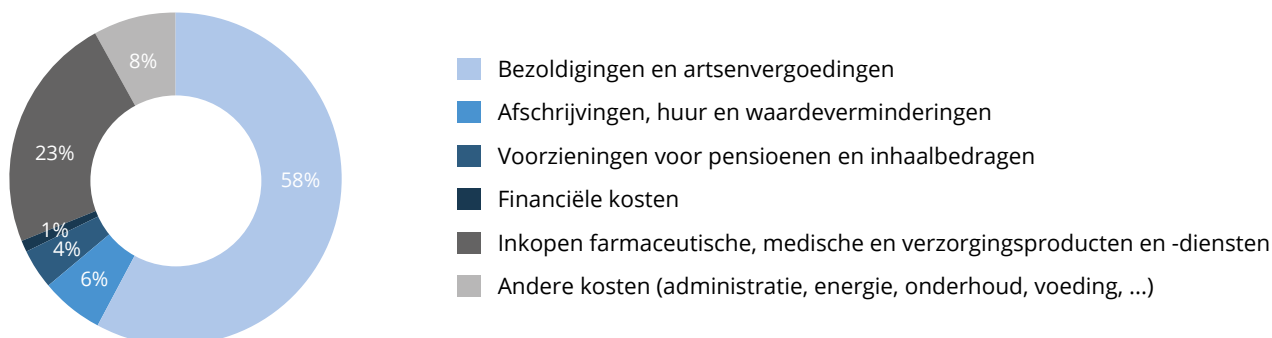 8%
23%
58%
1%
4%
6%
Bezoldigingen en artsenvergoedingen
Afschrijvingen, huur en waardeverminderingen
Voorzieningen voor pensioenen en inhaalbedragen
Financiële kosten
Inkopen farmaceutische, medische en verzorgingsproducten en -diensten
Andere kosten (administratie, energie, onderhoud, voeding, ...)